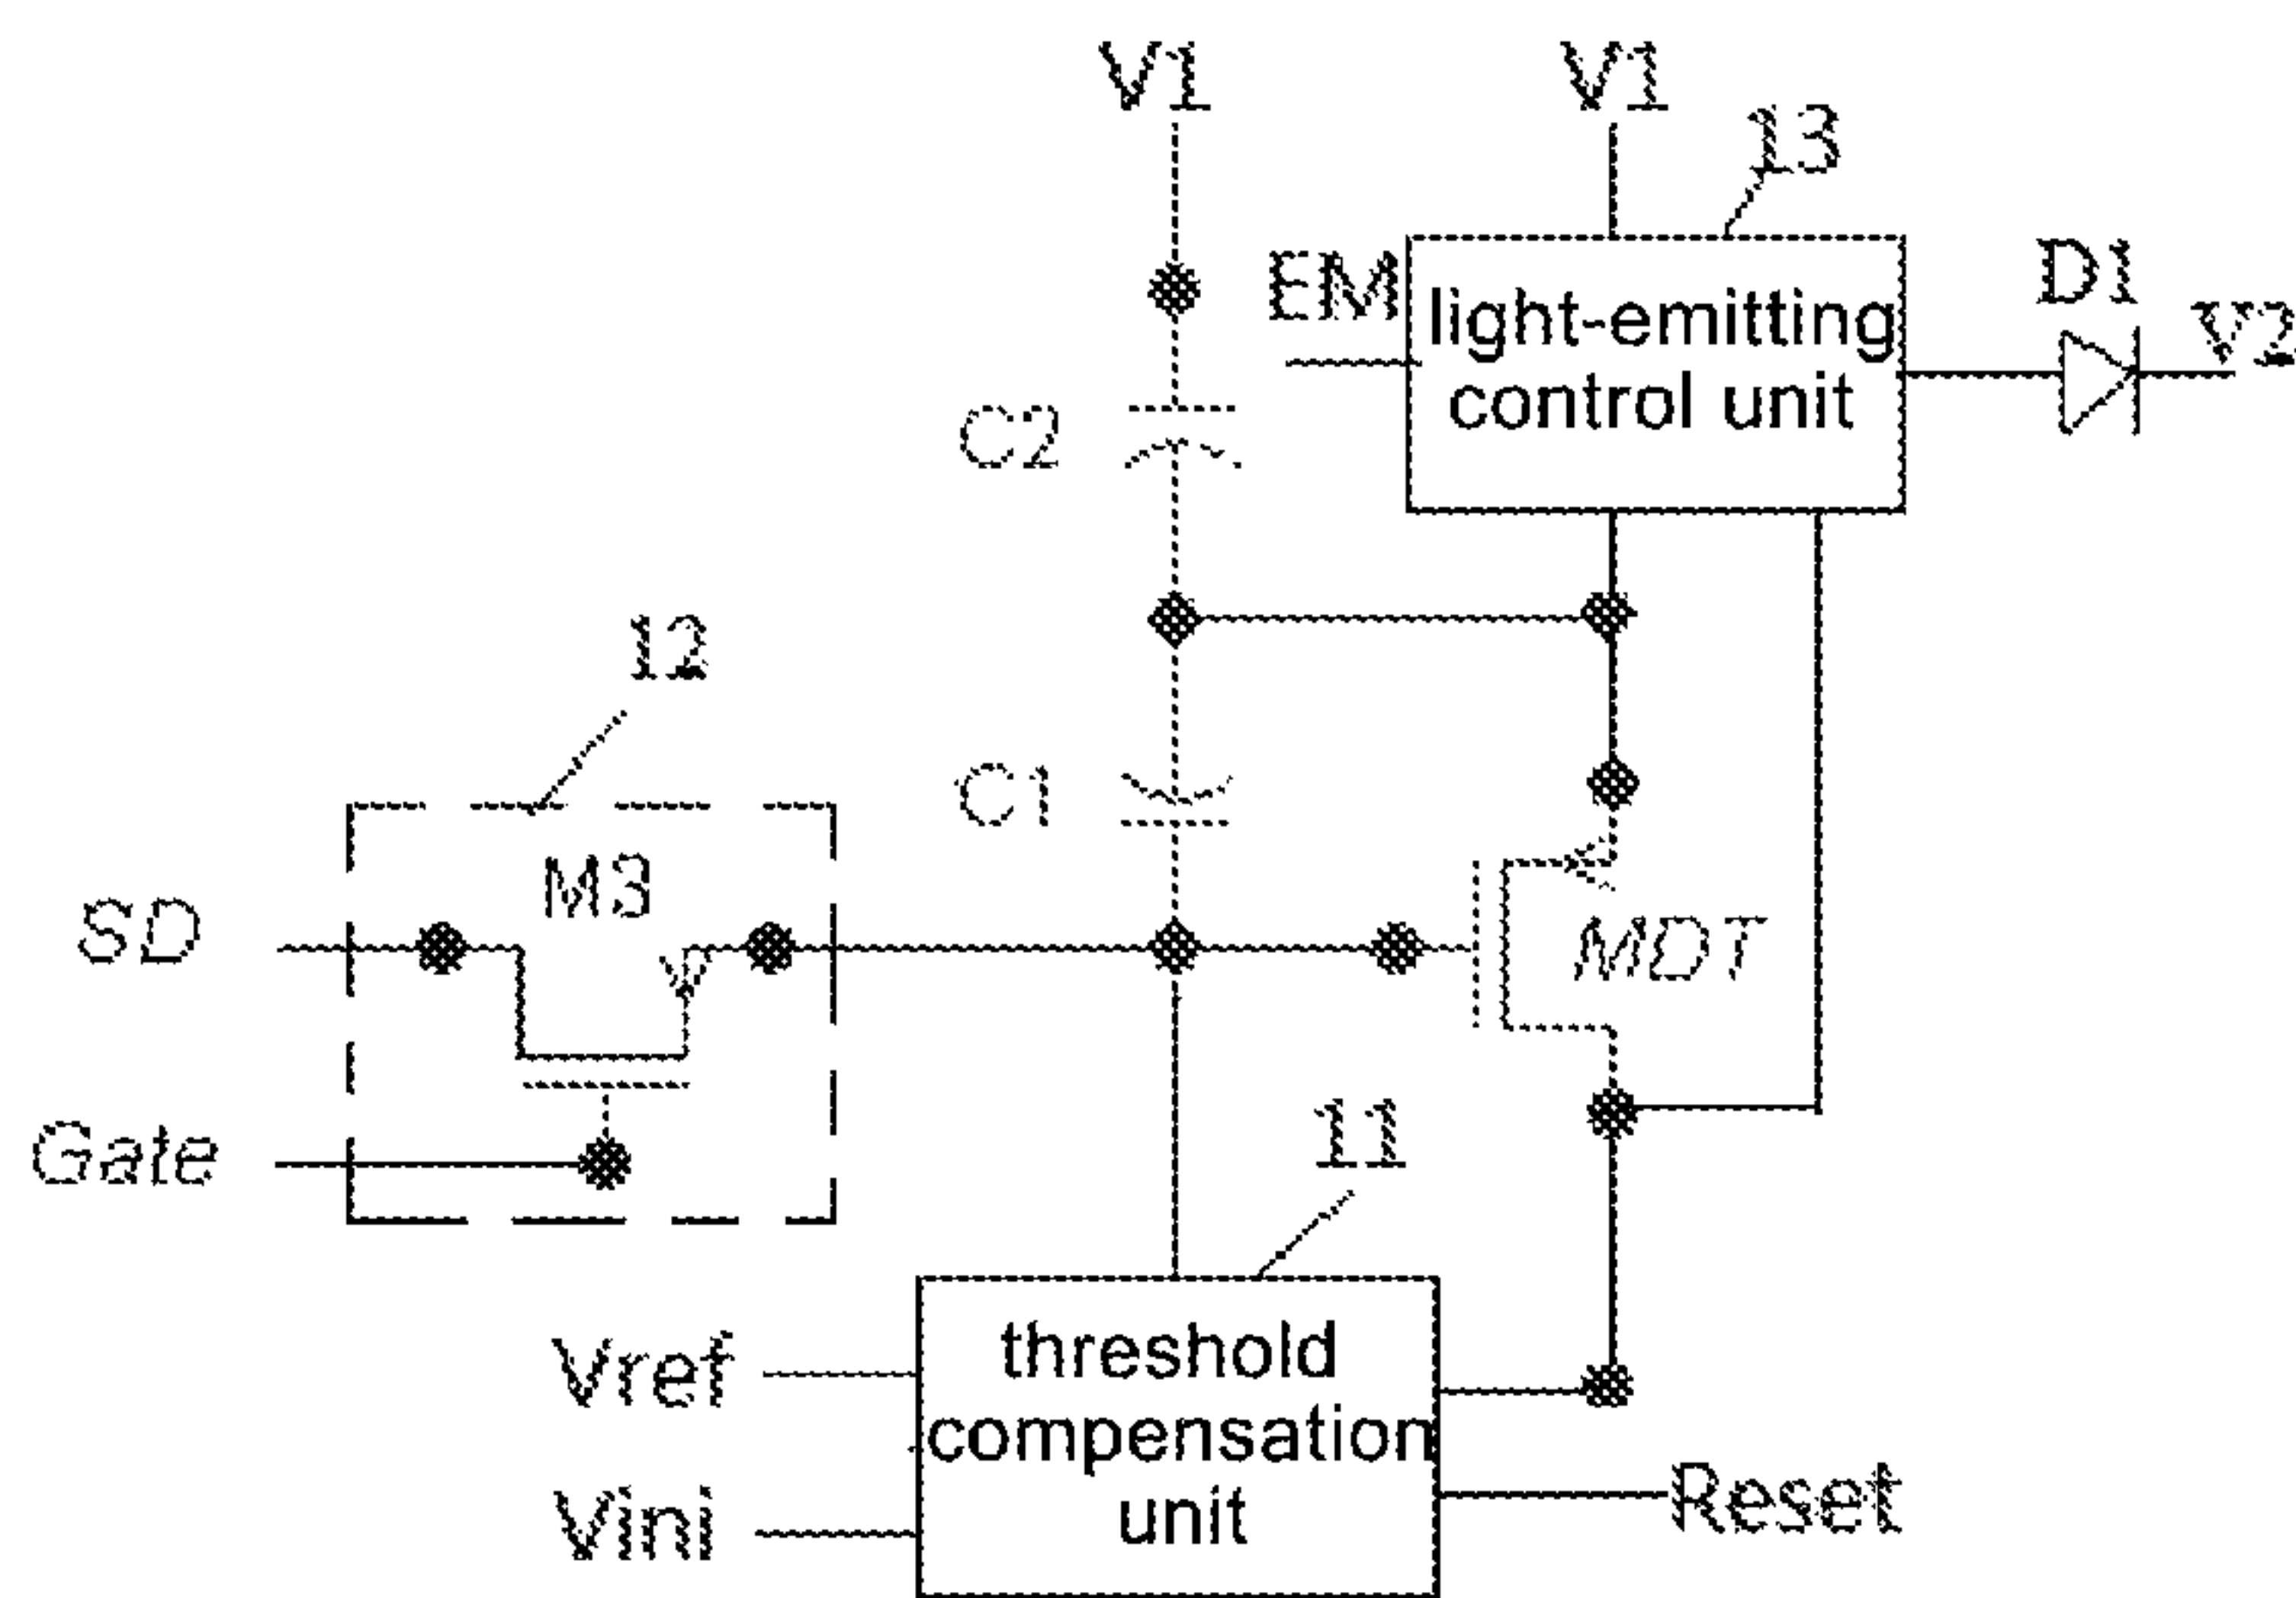 V1
V1
13
EM
light-emitting
control unit
D1
V2
C2
12
C1
M3
SD
MDT
Gate
11
threshold
compensation
unit
Vref
Vini
Reset